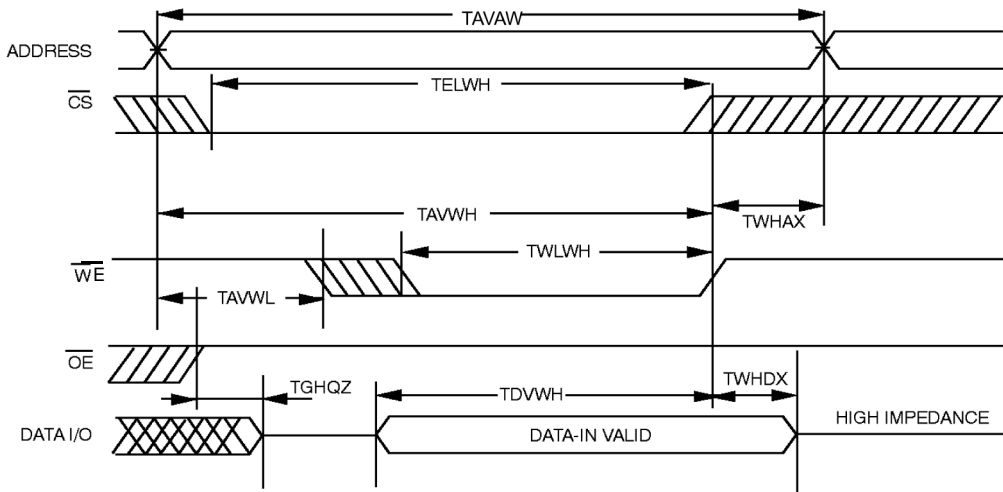 TAVAW
ADDRESS
TELWH
CS
TAVWH
TWHAX
TWLWH
WE
TAVWL
OE
TGHQZ
TDVWH
TWHDX
DATA I/O
DATA-IN VALID
HIGH IMPEDANCE